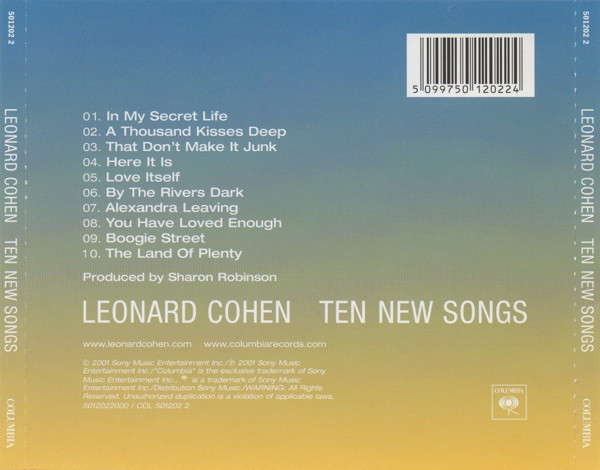 501202 2
LEONARD COHEN TEN NEW SONGS
COLUMBIA
5 099750 120224
01. In My Secret Life
02. A Thousand Kisses Deep
03. That Don't Make It Junk
04. Here It Is
05. Love Itself
06. By The Rivers Dark
07. Alexandra Leaving
08. You Have Loved Enough
09. Boogie Street
10. The Land Of Plenty
Produced by Sharon Robinson
LEONARD COHEN TEN NEW SONGS
www.leonardcohen.com www.columbiarecords.com
© 2001 Sony Music Entertainment Inc./℗ 2001 Sony Music
Entertainment Inc./"Columbia" is the exclusive trademark of Sony
Music Entertainment Inc., is a trademark of Sony Music
Entertainment Inc./Distribution Sony Music/WARNING: All Rights
Reserved. Unauthorized duplication is a violation of applicable laws.
5012022000 / COL 501202 2
COLUMBIA
501202 2
LEONARD COHEN TEN NEW SONGS
COLUMBIA